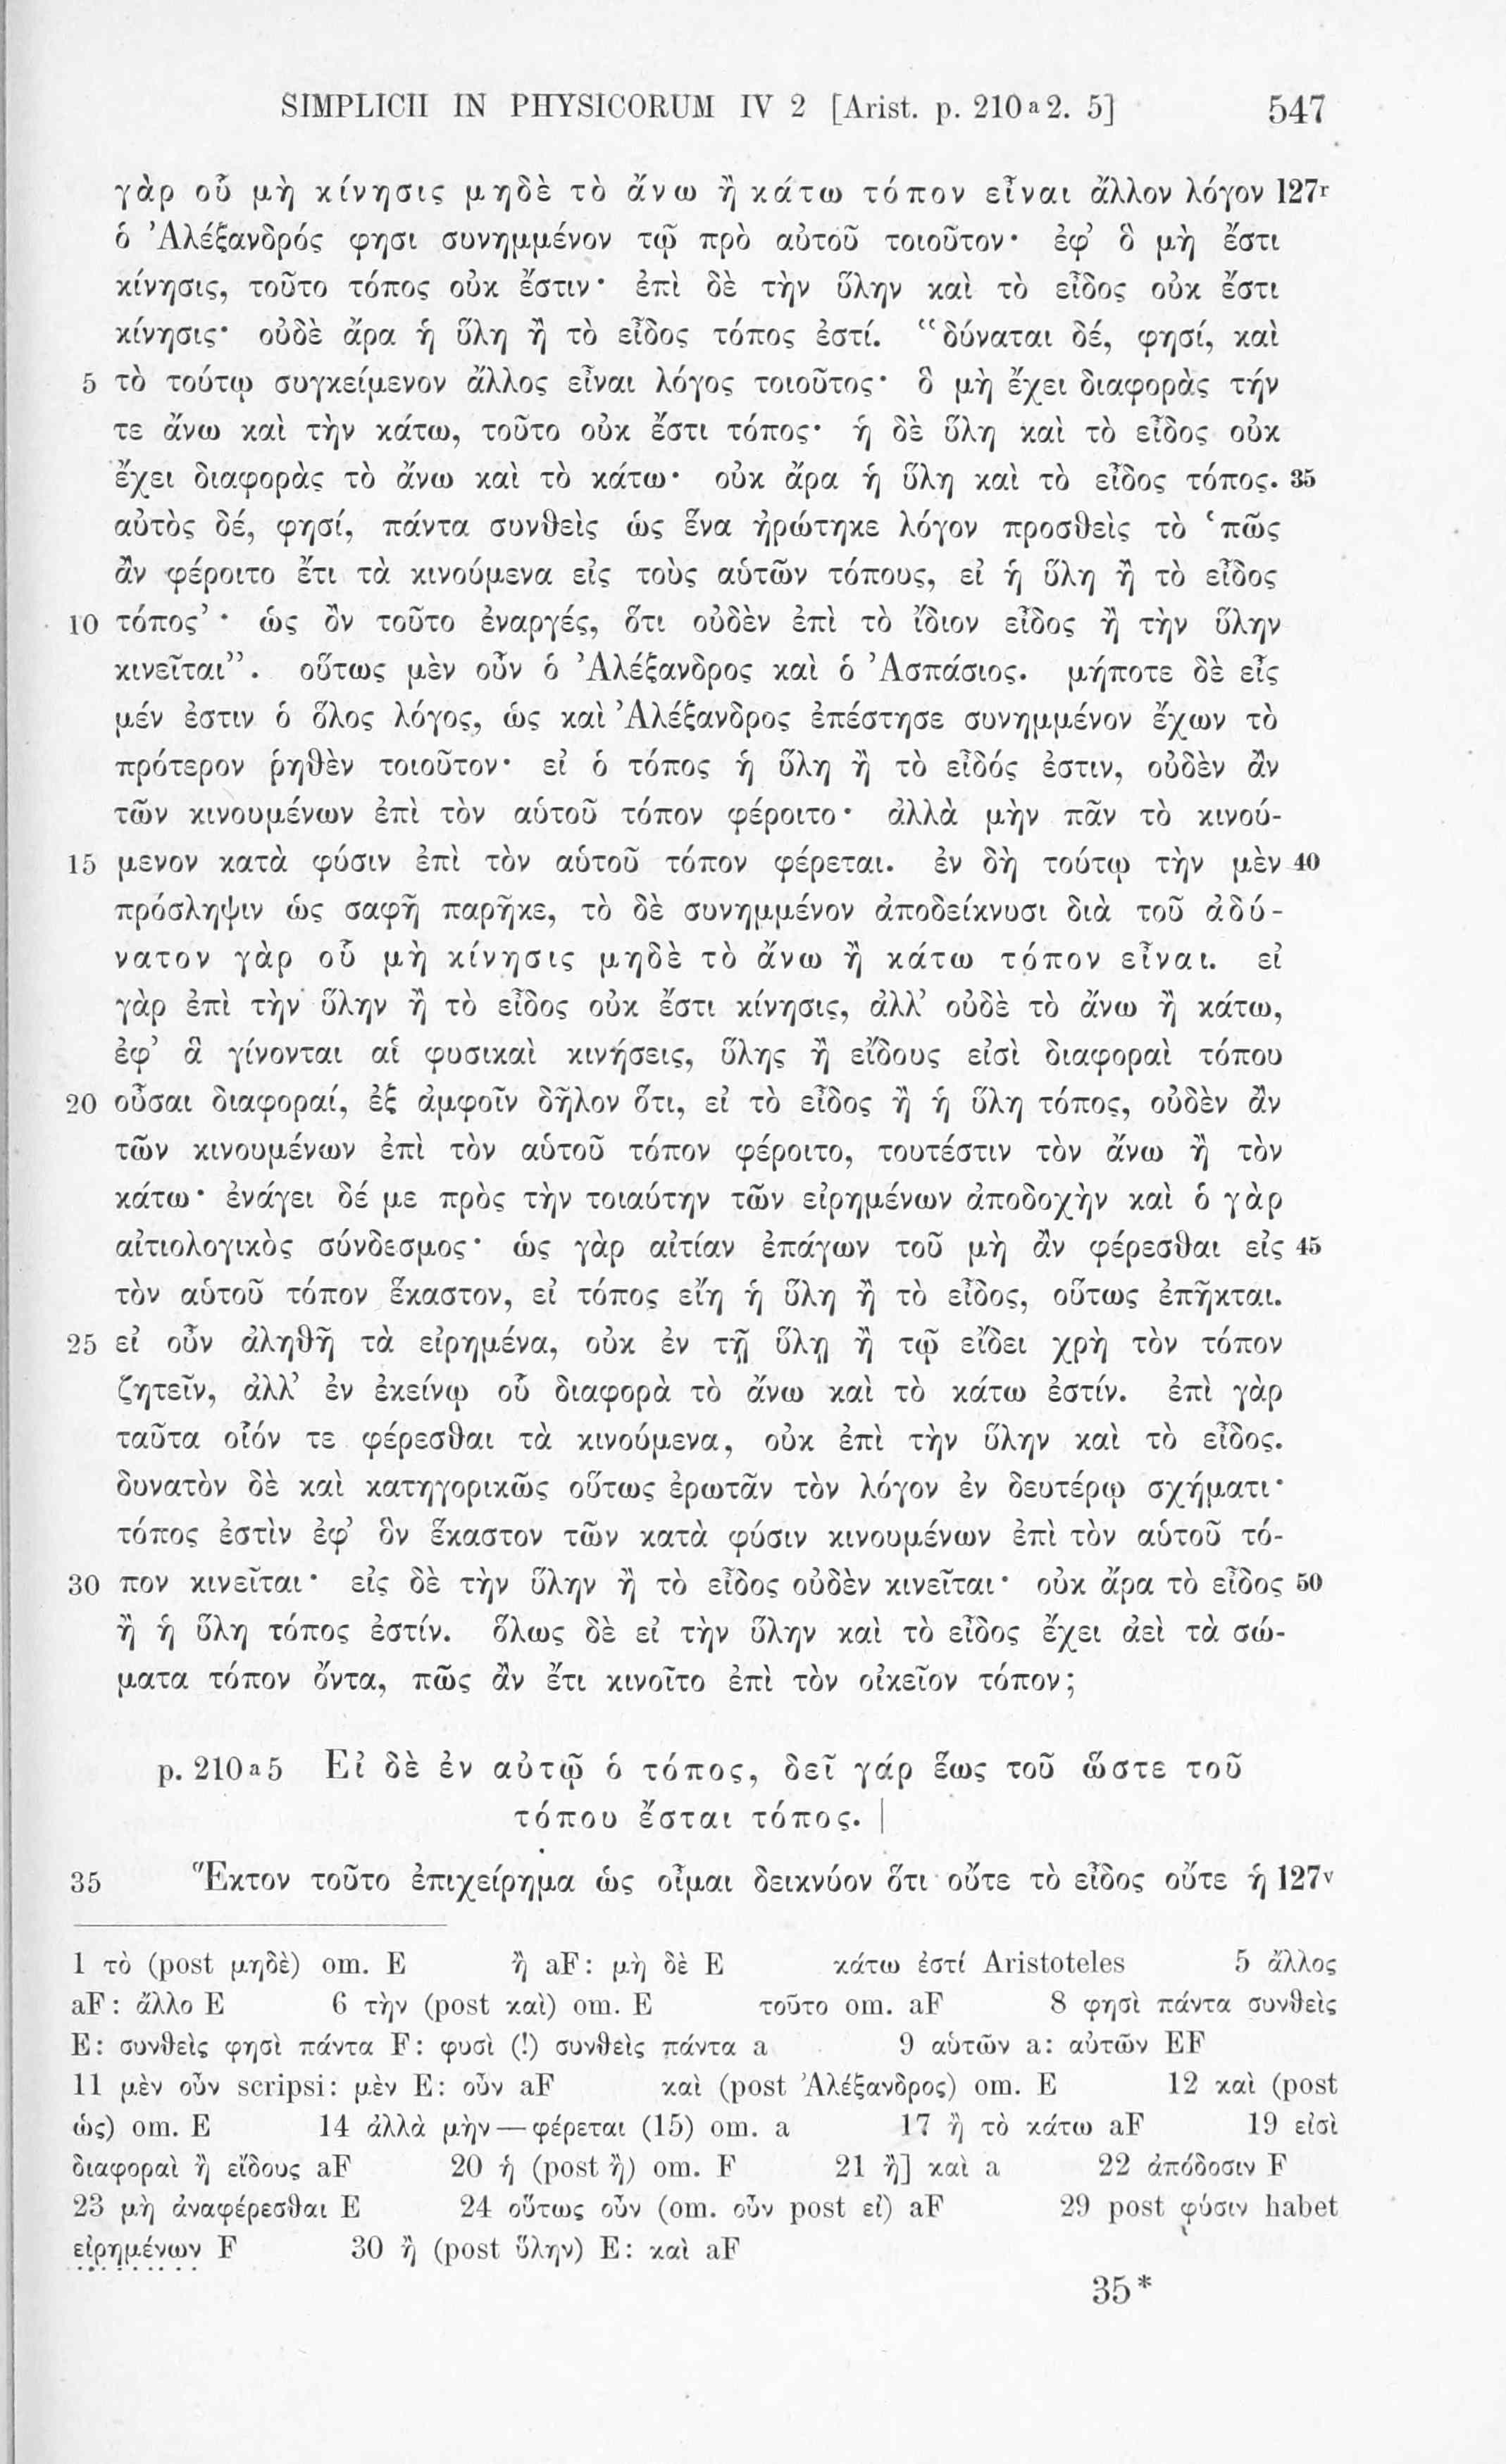 SIMPLICII IN PHYSICORUM IV 2 [Arist. p. 210 a 2. 5] 547
γὰρ οὗ μὴ κίνησις μηδὲ τὸ ἄνω ἢ κάτω τόπον εἶναι ἄλλον λόγον 127r
ὁ Ἀλέξανδρός φησι συνημμένον τῷ πρὸ αὐτοῦ τοιοῦτον· ἐφ’ ὃ μὴ ἔστι
κίνησις, τοῦτο τόπος οὐκ ἔστιν· ἐπὶ δὲ τὴν ὕλην καὶ τὸ εἶδος οὐκ ἔστι
κίνησις· οὐδὲ ἄρα ἡ ὕλη ἢ τὸ εἶδος τόπος ἐστί. “δύναται δέ, φησί, καὶ
5 τὸ τούτῳ συγκείμενον ἄλλος εἶναι λόγος τοιοῦτος· ὃ μὴ ἔχει διαφορὰς τήν
τε ἄνω καὶ τὴν κάτω, τοῦτο οὐκ ἔστι τόπος· ἡ δὲ ὕλη καὶ τὸ εἶδος οὐκ
ἔχει διαφορὰς τὸ ἄνω καὶ τὸ κάτω· οὐκ ἄρα ἡ ὕλη καὶ τὸ εἶδος τόπος. 35
αὐτὸς δέ, φησί, πάντα συνθεὶς ὡς ἕνα ἠρώτηκε λόγον προσθεὶς τὸ ‘πῶς
ἂν φέροιτο ἔτι τὰ κινούμενα εἰς τοὺς αὑτῶν τόπους, εἰ ἡ ὕλη ἢ τὸ εἶδος
10 τόπος’· ὡς ὂν τοῦτο ἐναργές, ὅτι οὐδὲν ἐπὶ τὸ ἴδιον εἶδος ἢ τὴν ὕλην
κινεῖται”. οὕτως μὲν οὖν ὁ Ἀλέξανδρος καὶ ὁ Ἀσπάσιος. μήποτε δὲ εἷς
μέν ἐστιν ὁ ὅλος λόγος, ὡς καὶ Ἀλέξανδρος ἐπέστησε συνημμένον ἔχων τὸ
πρότερον ῥηθὲν τοιοῦτον· εἰ ὁ τόπος ἡ ὕλη ἢ τὸ εἶδός ἐστιν, οὐδὲν ἂν
τῶν κινουμένων ἐπὶ τὸν αὑτοῦ τόπον φέροιτο· ἀλλὰ μὴν πᾶν τὸ κινού-
15 μενον κατὰ φύσιν ἐπὶ τὸν αὑτοῦ τόπον φέρεται. ἐν δὴ τούτῳ τὴν μὲν 40
πρόσληψιν ὡς σαφῆ παρῆκε, τὸ δὲ συνημμένον ἀποδείκνυσι διὰ τοῦ ἀδύ-
νατον γὰρ οὗ μὴ κίνησις μηδὲ τὸ ἄνω ἢ κάτω τόπον εἶναι. εἰ
γὰρ ἐπὶ τὴν ὕλην ἢ τὸ εἶδος οὐκ ἔστι κίνησις, ἀλλ’ οὐδὲ τὸ ἄνω ἢ κάτω,
ἐφ’ ἃ γίνονται αἱ φυσικαὶ κινήσεις, ὕλης ἢ εἴδους εἰσὶ διαφοραὶ τόπου
20 οὖσαι διαφοραί, ἐξ ἀμφοῖν δῆλον ὅτι, εἰ τὸ εἶδος ἢ ἡ ὕλη τόπος, οὐδὲν ἂν
τῶν κινουμένων ἐπὶ τὸν αὑτοῦ τόπον φέροιτο, τουτέστιν τὸν ἄνω ἢ τὸν
κάτω· ἐνάγει δέ με πρὸς τὴν τοιαύτην τῶν εἰρημένων ἀποδοχὴν καὶ ὁ γὰρ
αἰτιολογικὸς σύνδεσμος· ὡς γὰρ αἰτίαν ἐπάγων τοῦ μὴ ἂν φέρεσθαι εἰς 45
τὸν αὑτοῦ τόπον ἕκαστον, εἰ τόπος εἴη ἡ ὕλη ἢ τὸ εἶδος, οὕτως ἐπῆκται.
25 εἰ οὖν ἀληθῆ τὰ εἰρημένα, οὐκ ἐν τῇ ὕλῃ ἢ τῷ εἴδει χρὴ τὸν τόπον
ζητεῖν, ἀλλ’ ἐν ἐκείνῳ οὗ διαφορὰ τὸ ἄνω καὶ τὸ κάτω ἐστίν. ἐπὶ γὰρ
ταῦτα οἷόν τε φέρεσθαι τὰ κινούμενα, οὐκ ἐπὶ τὴν ὕλην καὶ τὸ εἶδος.
δυνατὸν δὲ καὶ κατηγορικῶς οὕτως ἐρωτᾶν τὸν λόγον ἐν δευτέρῳ σχήματι·
τόπος ἐστὶν ἐφ’ ὃν ἕκαστον τῶν κατὰ φύσιν κινουμένων ἐπὶ τὸν αὑτοῦ τό-
30 πον κινεῖται· εἰς δὲ τὴν ὕλην ἢ τὸ εἶδος οὐδὲν κινεῖται· οὐκ ἄρα τὸ εἶδος 50
ἢ ἡ ὕλη τόπος ἐστίν. ὅλως δὲ εἰ τὴν ὕλην καὶ τὸ εἶδος ἔχει ἀεὶ τὰ σώ-
ματα τόπον ὄντα, πῶς ἂν ἔτι κινοῖτο ἐπὶ τὸν οἰκεῖον τόπον;
p. 210 a 5 Εἰ δὲ ἐν αὐτῷ ὁ τόπος, δεῖ γάρ ἕως τοῦ ὥστε τοῦ
τόπου ἔσται τόπος. |
35 Ἕκτον τοῦτο ἐπιχείρημα ὡς οἶμαι δεικνύον ὅτι οὔτε τὸ εἶδος οὔτε ἡ 127v
1 τὸ (post μηδὲ) om. E ἢ aF: μὴ δὲ E κάτω ἐστί Aristoteles 5 ἄλλος
aF: ἄλλο E 6 τὴν (post καὶ) om. E τοῦτο om. aF 8 φησὶ πάντα συνθεὶς
E: συνθεὶς φησὶ πάντα F: φυσὶ (!) συνθεὶς πάντα a 9 αὑτῶν a: αὐτῶν EF
11 μὲν οὖν scripsi: μὲν E: οὖν aF καὶ (post Ἀλέξανδρος) om. E 12 καὶ (post
ὡς) om. E 14 ἀλλὰ μὴν — φέρεται (15) om. a 17 ἢ τὸ κάτω aF 19 εἰσὶ
διαφοραὶ ἢ εἴδους aF 20 ἡ (post ἢ) om. F 21 ἢ] καὶ a 22 ἀπόδοσιν F
23 μὴ ἀναφέρεσθαι E 24 οὕτως οὖν (om. οὖν post εἰ) aF 29 post φύσιν habet
εἰρημένων F 30 ἢ (post ὕλην) E: καὶ aF
35*